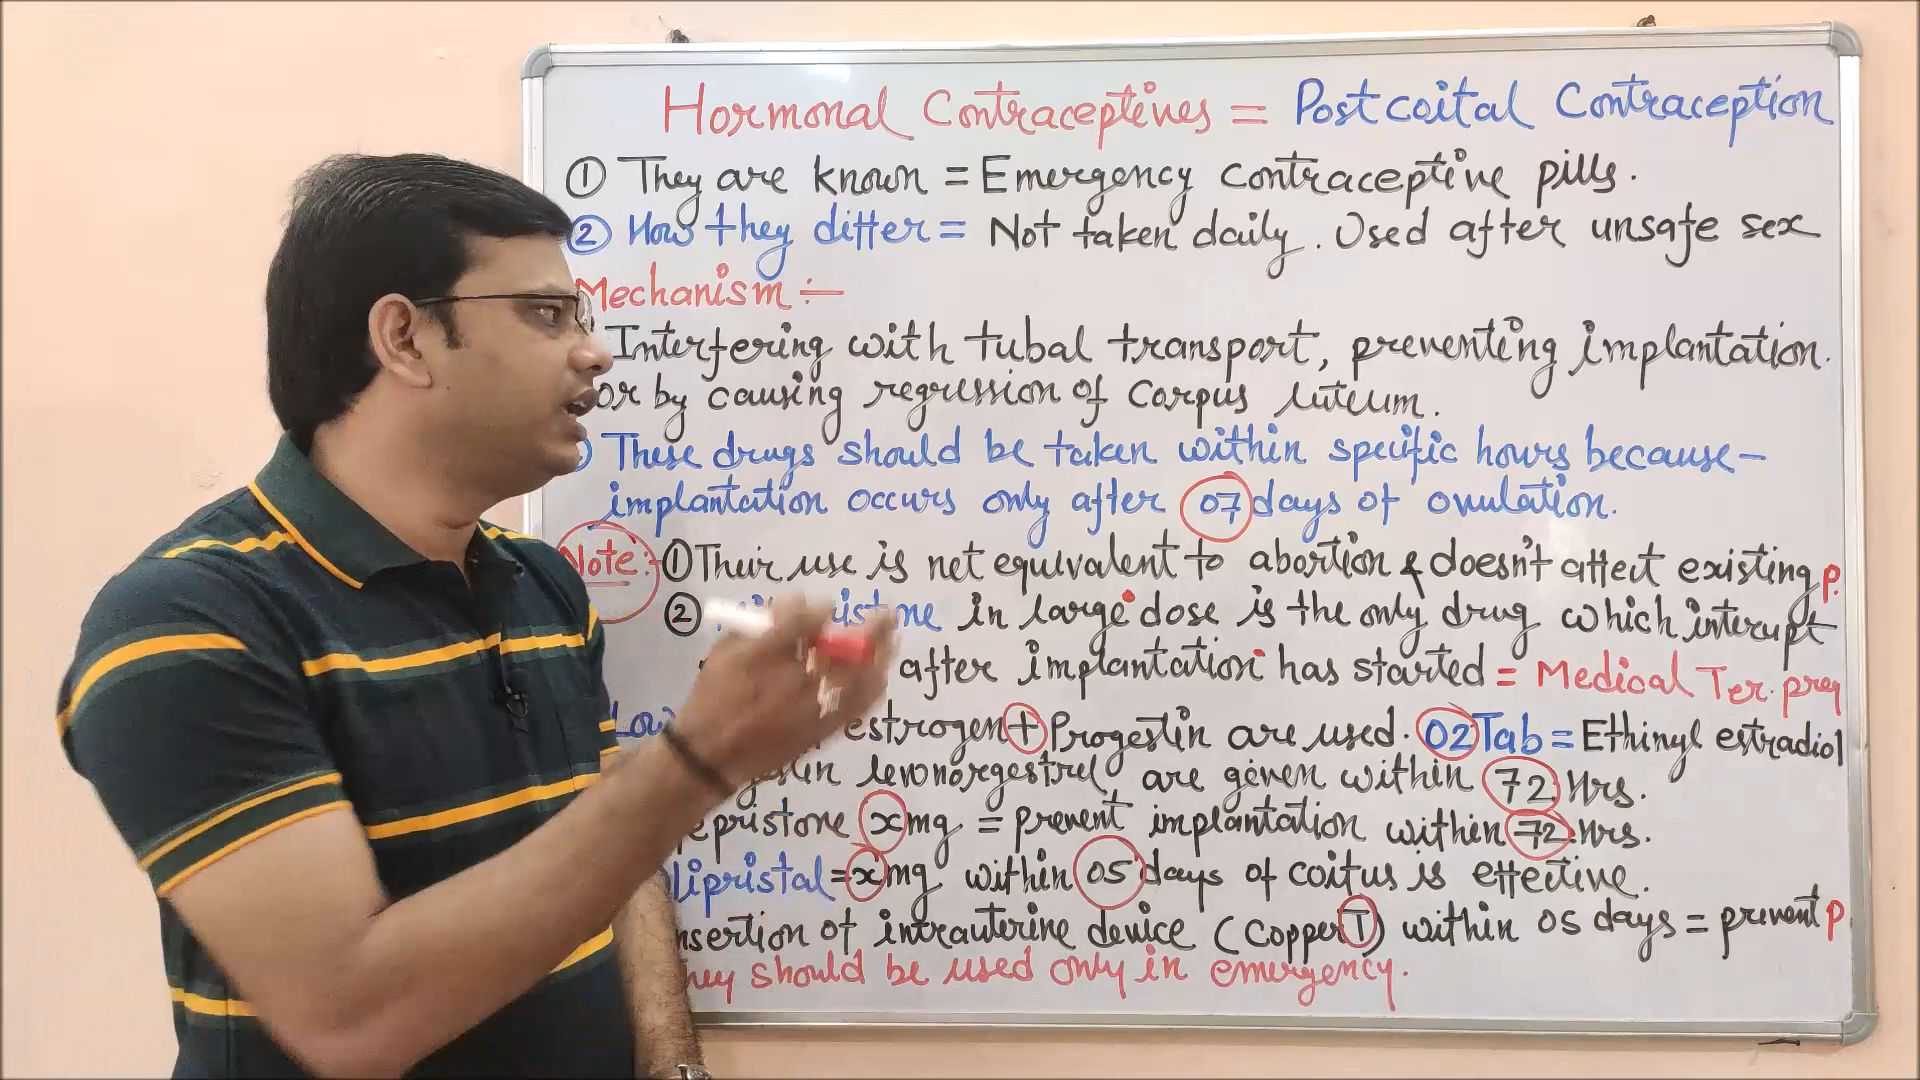 Hormonal Contraceptives = Postcoital Contraception
① They are known = Emergency contraceptive pills.
② How they differ = Not taken daily. Used after unsafe sex
Mechanism :-
Interfering with tubal transport, preventing implantation.
or by causing regression of Corpus luteum.
These drugs should be taken within specific hours because-
implantation occurs only after 07 days of ovulation.
Note:- ① Their use is not equivalent to abortion & doesn't affect existing p.
② in large dose is the only drug which interupt
after implantation has started = Medical Ter. preg
Low estrogen + Progestin are used. 02 Tab = Ethinyl estradiol
levonorgestrel are given within 72 Hrs.
epristone xmg = prevent implantation within 72 Hrs.
lipristal = xmg within 05 days of coitus is effective.
nsertion of intrauterine device (Copper T) within 05 days = prevent p
hey should be used only in emergency.